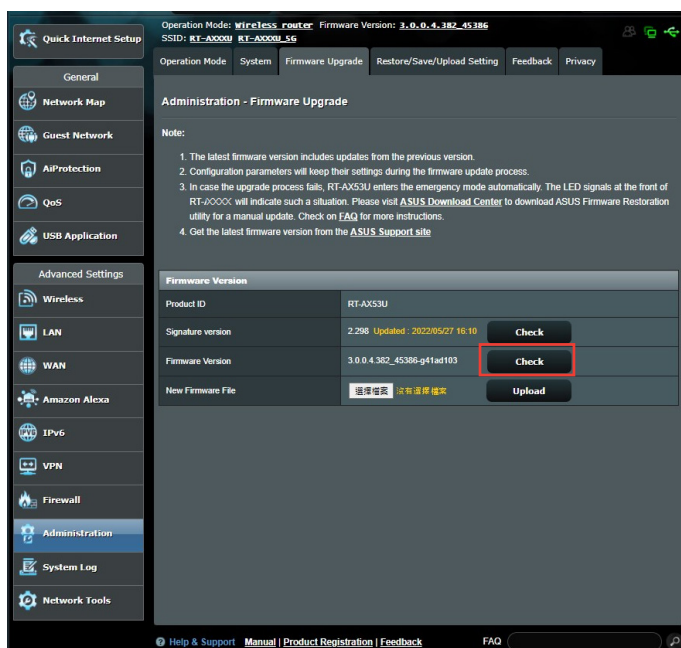 Quick Internet Setup
General
Network Map
Guest Network
AiProtection
QoS
USB Application
Advanced Settings
Wireless
LAN
WAN
Amazon Alexa
IPv6
VPN
Firewall
Administration
System Log
Network Tools
Operation Mode: Wireless router Firmware Version: 3.0.0.4.382_45386
SSID: RT-AXXXU RT-AXXXU_5G
Operation Mode System Firmware Upgrade Restore/Save/Upload Setting Feedback Privacy
Administration - Firmware Upgrade
Note:
1. The latest firmware version includes updates from the previous version.
2. Configuration parameters will keep their settings during the firmware update process.
3. In case the upgrade process fails, RT-AX53U enters the emergency mode automatically. The LED signals at the front of
RT-AXXXX will indicate such a situation. Please visit ASUS Download Center to download ASUS Firmware Restoration
utility for a manual update. Check on FAQ for more instructions.
4. Get the latest firmware version from the ASUS Support site
Firmware Version
Product ID RT-AX53U
Signature version 2.298 Updated : 2022/05/27 16:10 Check
Firmware Version 3.0.0.4.382_45386-g41ad103 Check
New Firmware File 選擇檔案 沒有選擇檔案 Upload
Help & Support Manual | Product Registration | Feedback FAQ